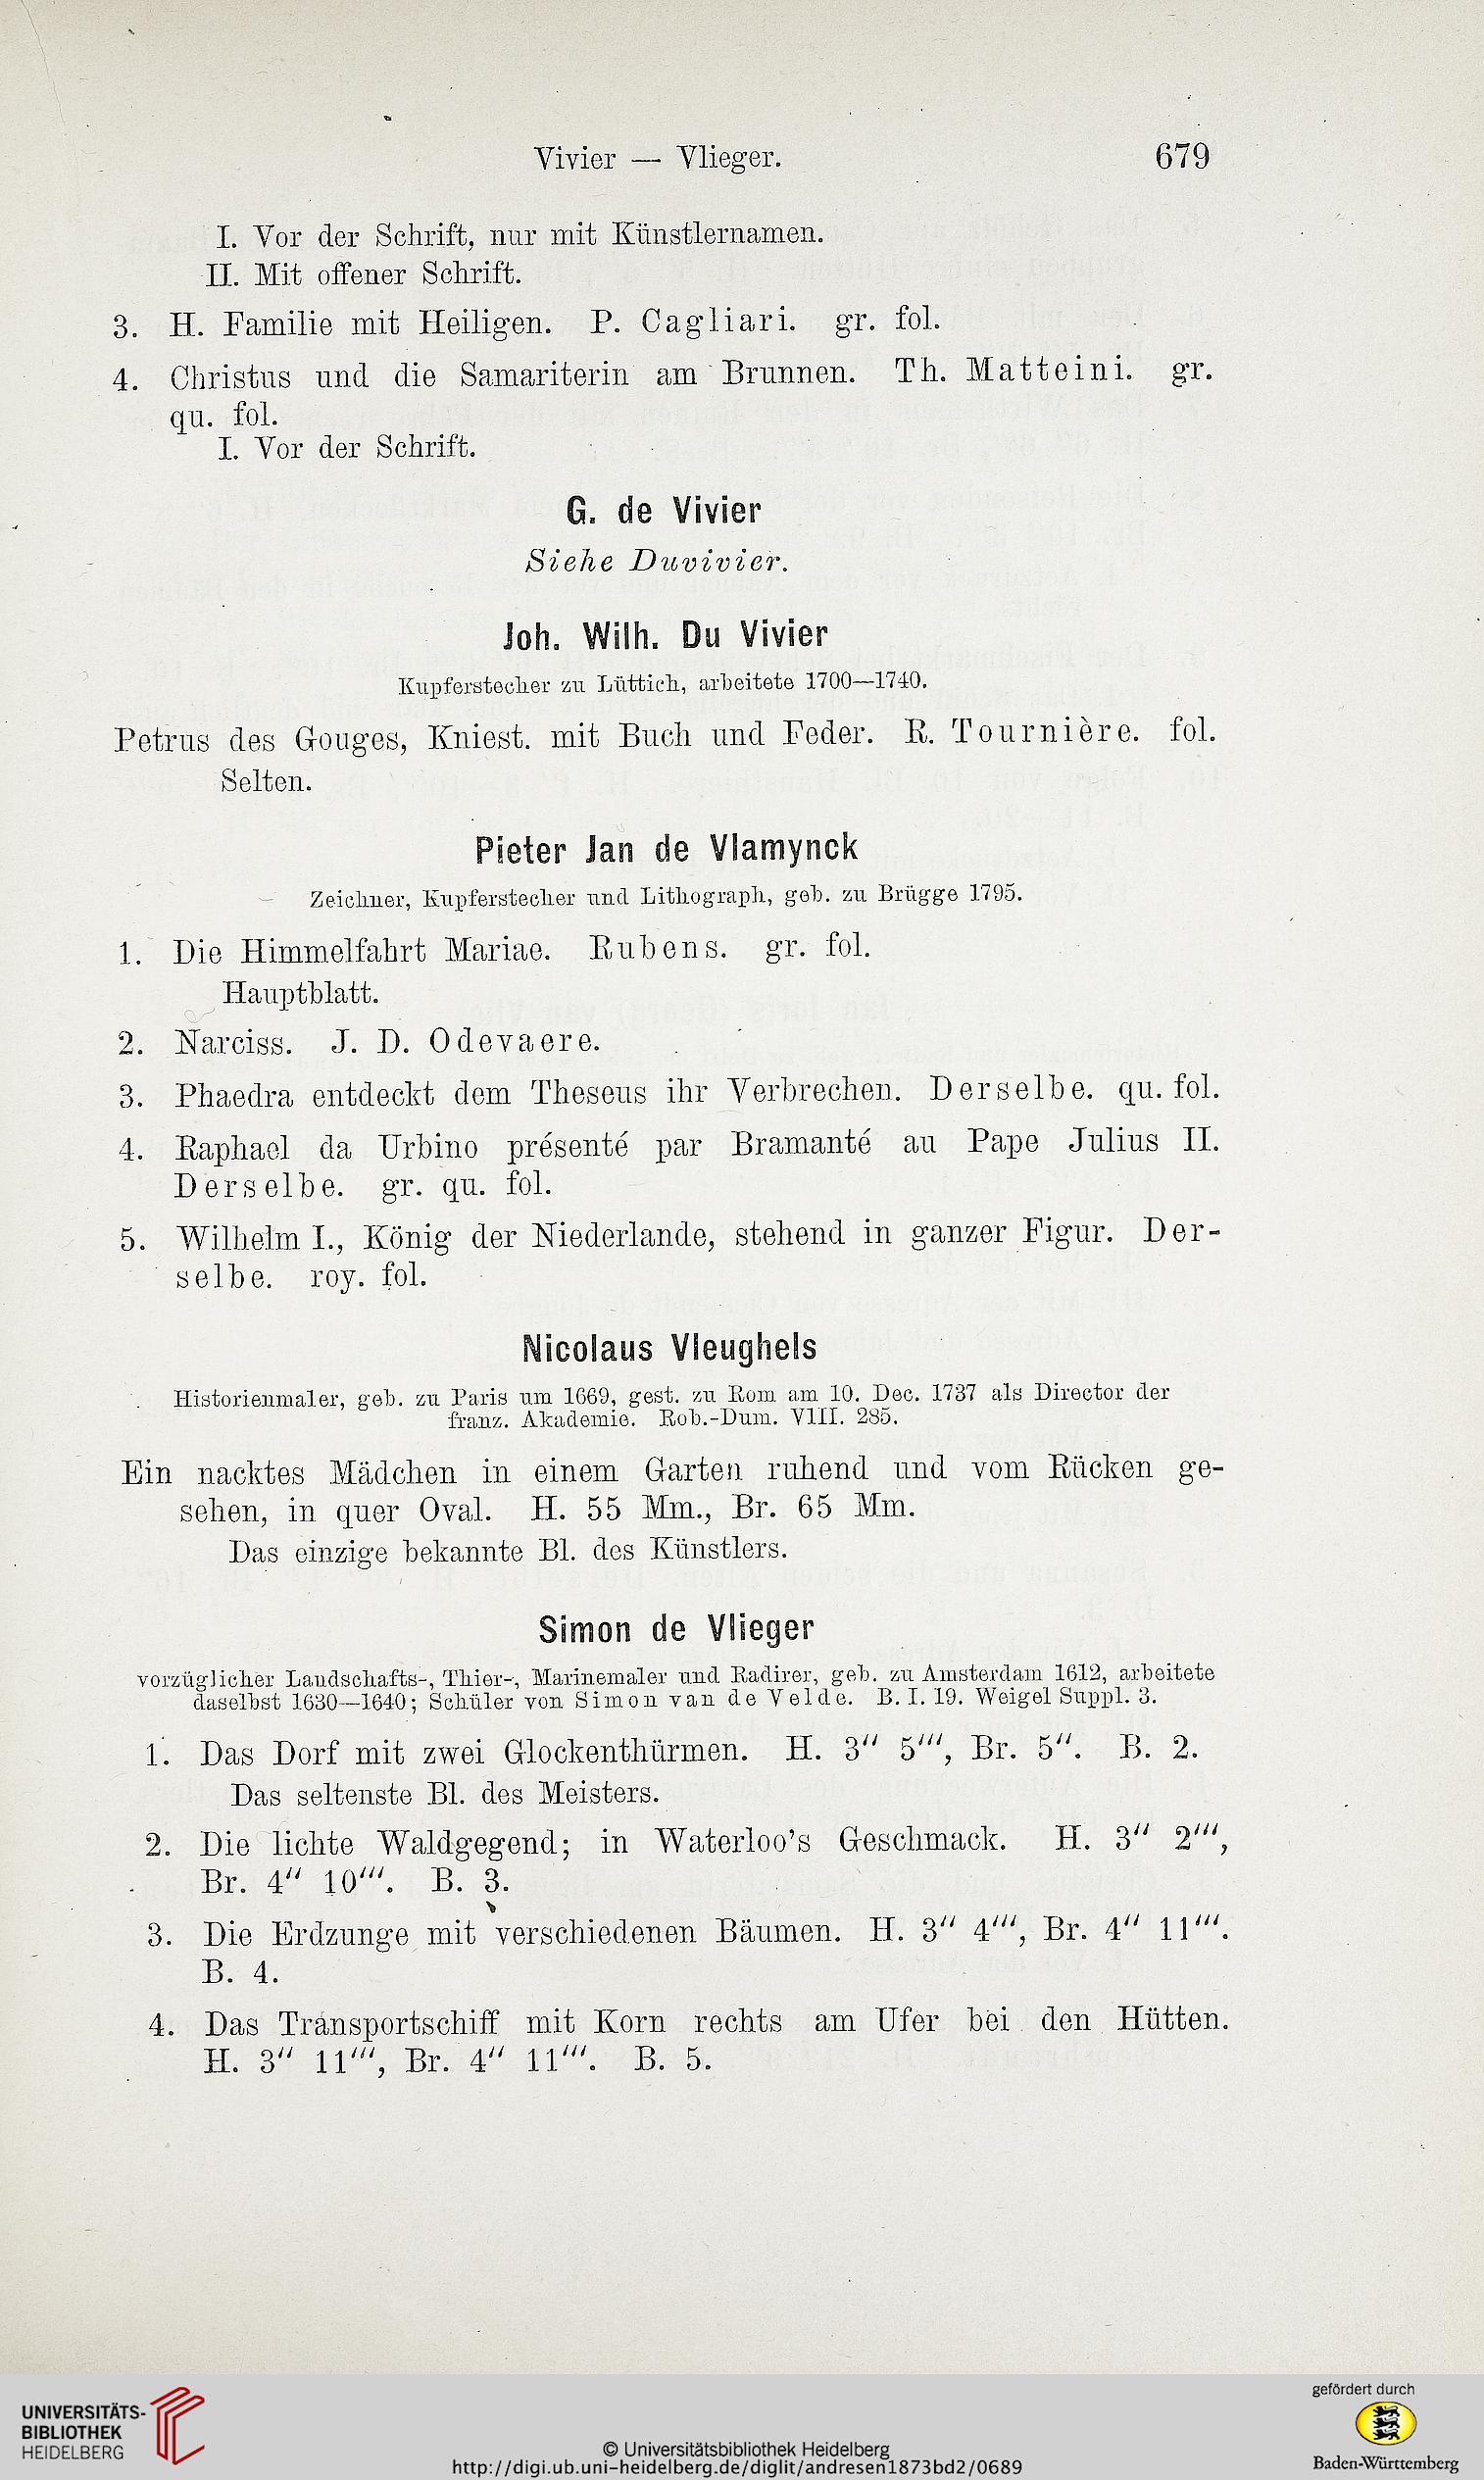 Vivier — Vlieger. 679
I. Vor der Schrift, nur mit Künstlernamen.
II. Mit offener Schrift.
3. H. Familie mit Heiligen. P. Cagliari. gr. fol.
4. Christus und die Samariterin am Brunnen. Th. Matteini. gr.
qu. fol.
I. Vor der Schrift.
G. de Vivier
Siehe Duvivier.
Joh. Wilh. Du Vivier
Kupferstecher zu Lüttich, arbeitete 1700—1740.
Petrus des Gouges, Kniest. mit Buch und Feder. R. Tournière. fol.
Selten.
Pieter Jan de Vlamynck
Zeichner, Kupferstecher und Lithograph, geb. zu Brügge 1795.
1. Die Himmelfahrt Mariae. Rubens. gr. fol.
Hauptblatt.
2. Narciss. J. D. Odevaere.
3. Phaedra entdeckt dem Theseus ihr Verbrechen. Derselbe. qu. fol.
4. Raphael da Urbino présenté par Bramanté au Pape Julius II.
Derselbe. gr. qu. fol.
5. Wilhelm I., König der Niederlande, stehend in ganzer Figur. Der-
selbe. roy. fol.
Nicolaus Vleughels
Historienmaler, geb. zu Paris um 1669, gest. zu Rom am 10. Dec. 1737 als Director der
franz. Akademie. Rob.-Dum. VIII. 285.
Ein nacktes Mädchen in einem Garten ruhend und vom Rücken ge-
sehen, in quer Oval. H. 55 Mm., Br. 65 Mm.
Das einzige bekannte Bl. des Künstlers.
Simon de Vlieger
vorzüglicher Landschafts-, Thier-, Marinemaler und Radirer, geb. zu Amsterdam 1612, arbeitete
daselbst 1630—1640; Schüler von Simon van de Velde. B. I. 19. Weigel Suppl. 3.
1. Das Dorf mit zwei Glockenthürmen. H. 3″ 5‴, Br. 5″. B. 2.
Das seltenste Bl. des Meisters.
2. Die lichte Waldgegend; in Waterloo's Geschmack. H. 3″ 2‴,
Br. 4″ 10‴. B. 3.
3. Die Erdzunge mit verschiedenen Bäumen. H. 3″ 4‴, Br. 4″ 11‴.
B. 4.
4. Das Transportschiff mit Korn rechts am Ufer bei den Hütten.
H. 3″ 11‴, Br. 4″ 11‴. B. 5.
UNIVERSITÄTS-
BIBLIOTHEK
HEIDELBERG
© Universitätsbibliothek Heidelberg
http://digi.ub.uni-heidelberg.de/diglit/andresen1873bd2/0689
gefördert durch
Baden-Württemberg